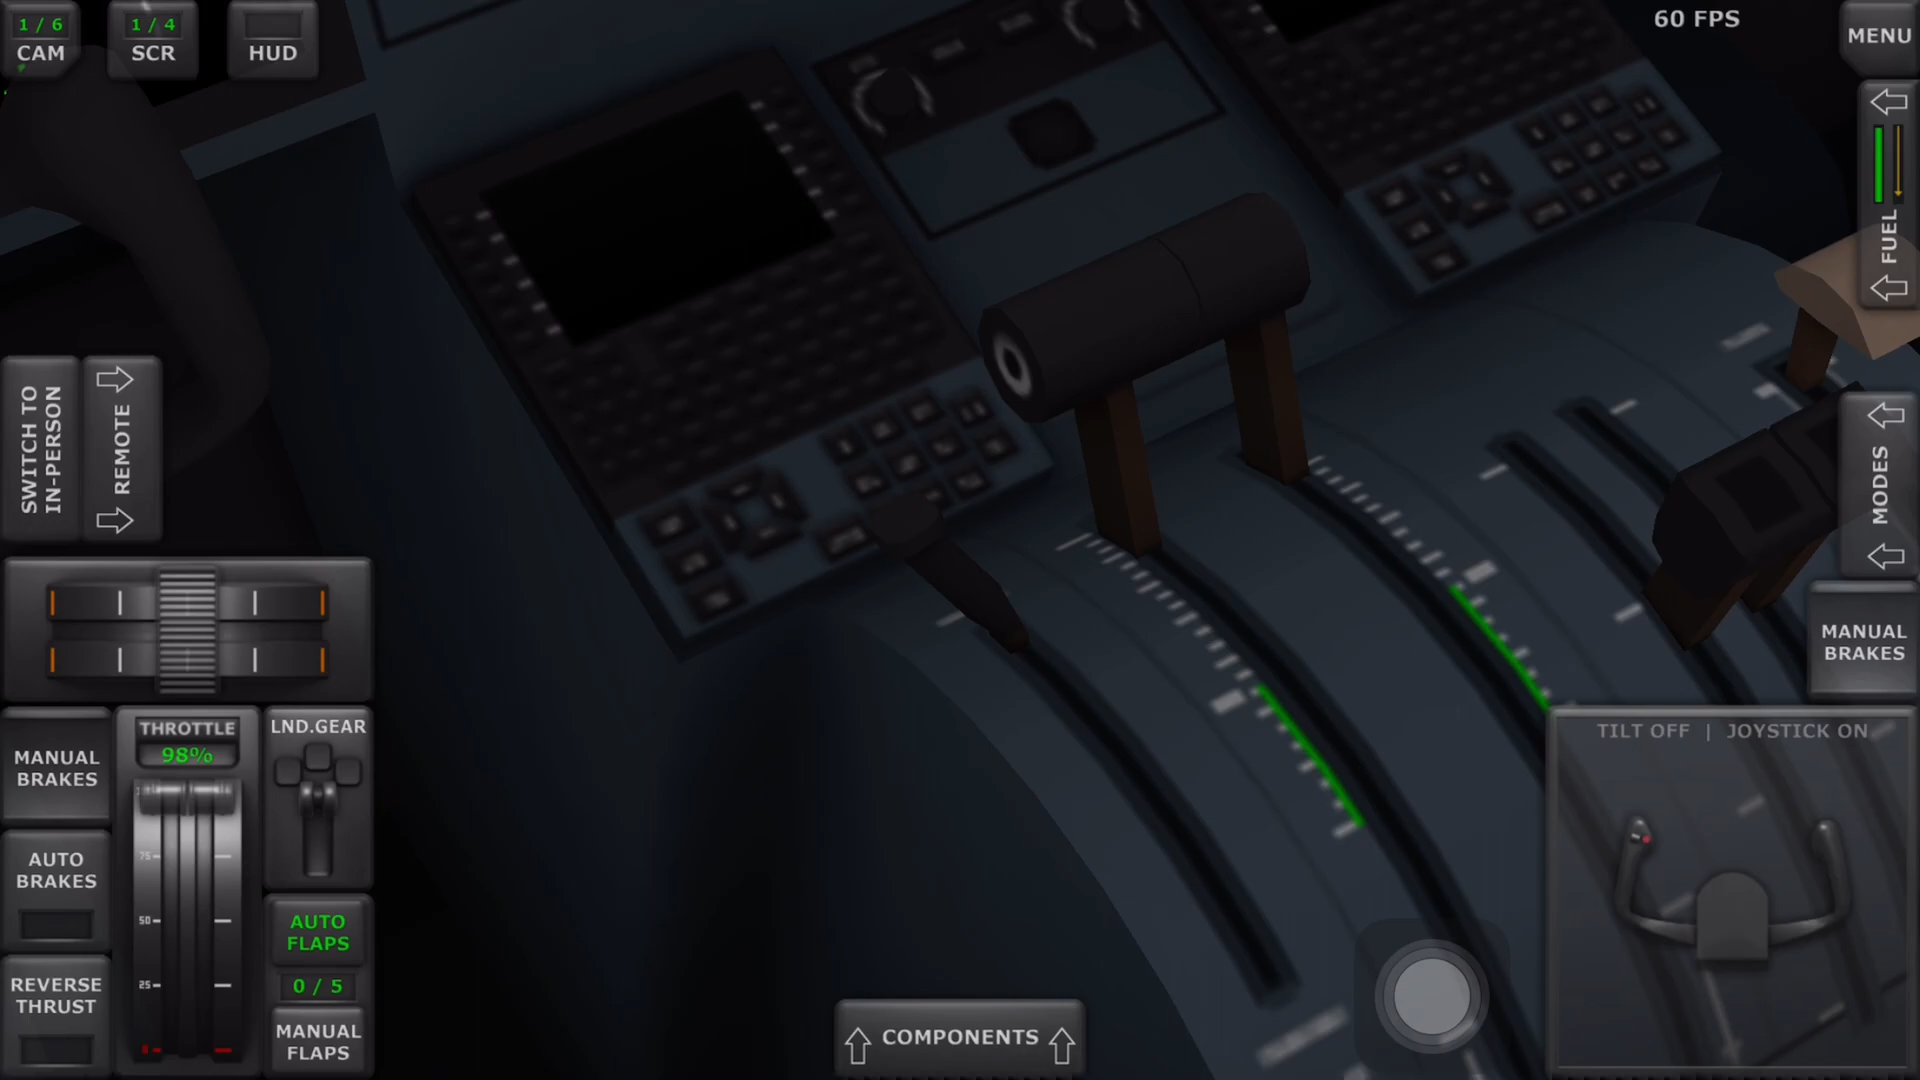 1 / 6
CAM
1 / 4
SCR
HUD
60 FPS
MENU
FUEL
SWITCH TO
IN-PERSON
REMOTE
MODES
MANUAL
BRAKES
TILT OFF | JOYSTICK ON
MANUAL
BRAKES
THROTTLE
98%
LND.GEAR
75
AUTO
BRAKES
50
AUTO
FLAPS
REVERSE
THRUST
25
0 / 5
MANUAL
FLAPS
COMPONENTS